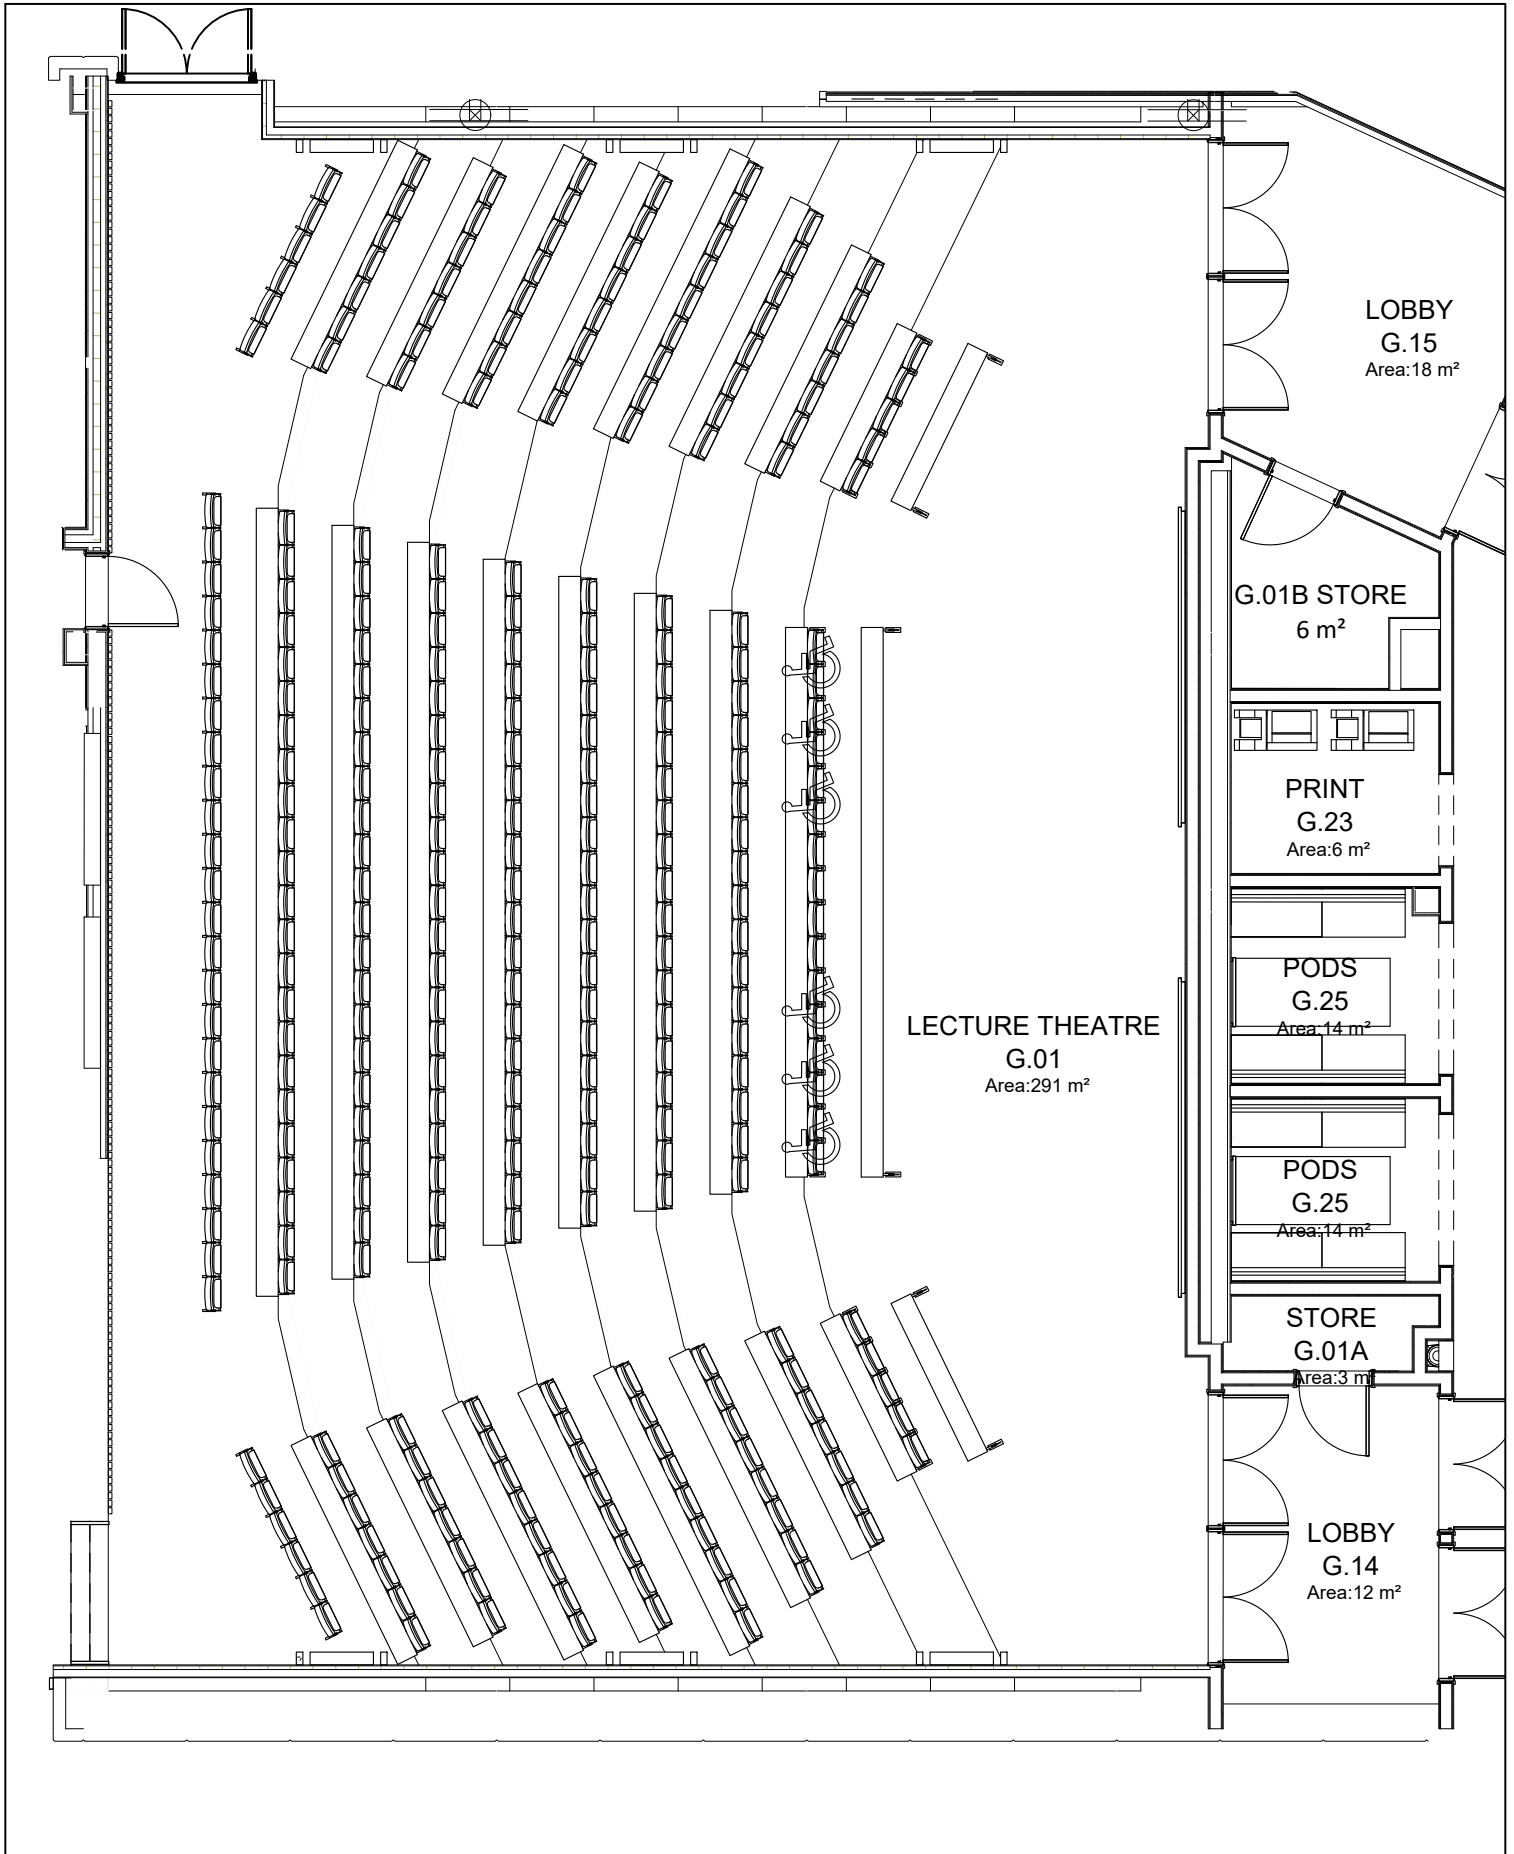 LOBBY
G.15
Area:18 m²
G.01B STORE
6 m²
PRINT
G.23
Area:6 m²
PODS
G.25
Area:14 m²
LECTURE THEATRE
G.01
Area:291 m²
PODS
G.25
Area:14 m²
STORE
G.01A
Area:3 m²
LOBBY
G.14
Area:12 m²